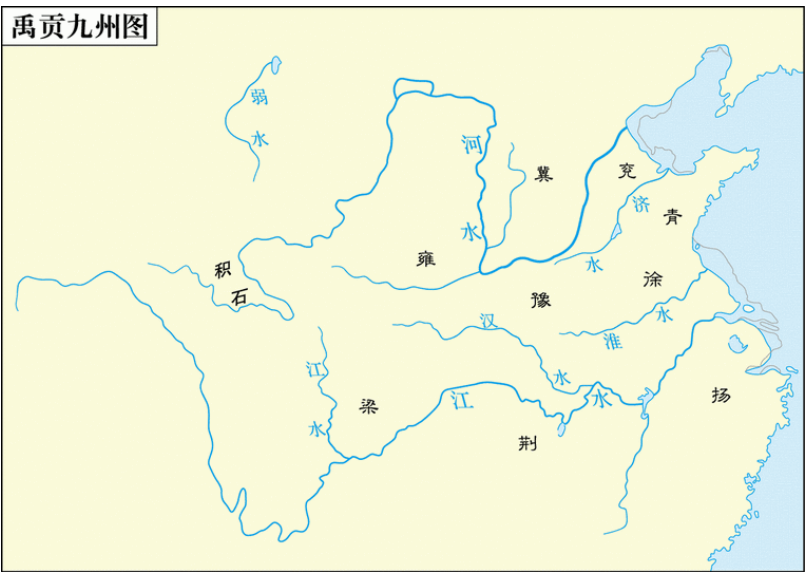 禹贡九州图
弱水
河水
冀
兖
济水
青
雍
积石
徐
豫
汉水
淮水
江水
梁
江水
荆
扬